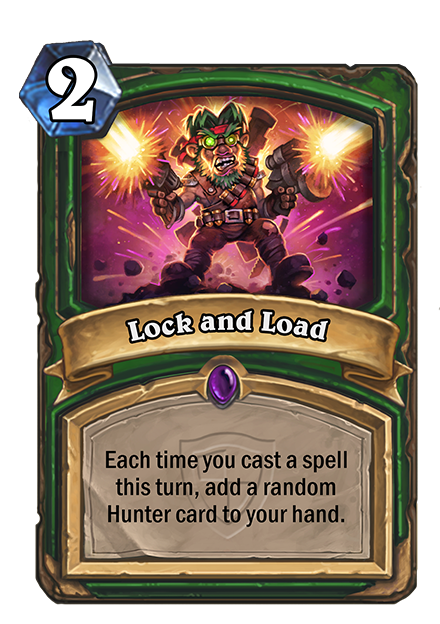 2
Lock and Load
Each time you cast a spell
this turn, add a random
Hunter card to your hand.